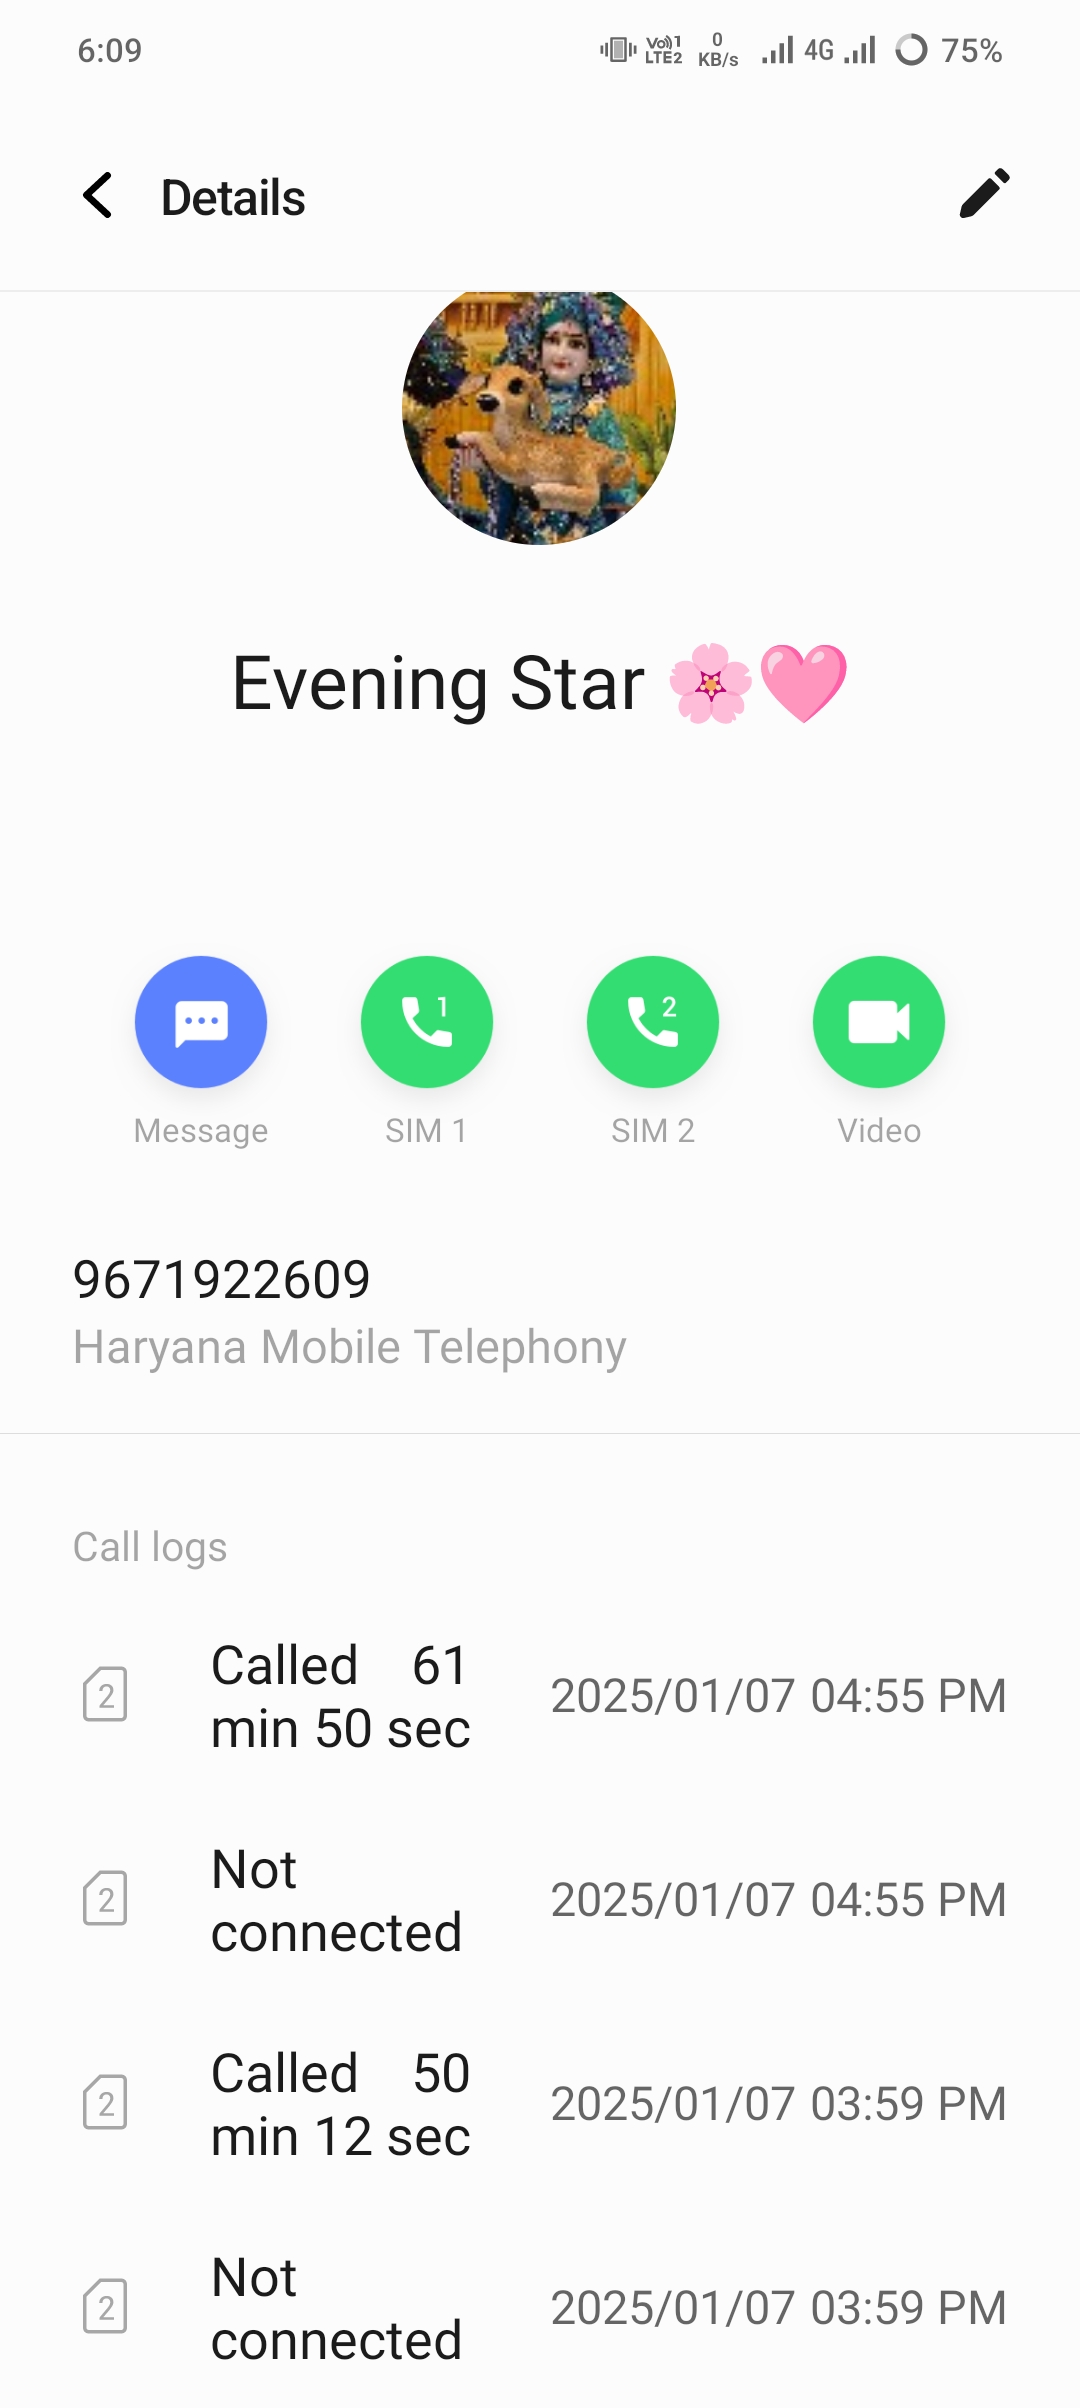 6:09
Vo))1 LTE2 0 KB/s 4G 75%
Details
Evening Star 🌸🩷
1 2
Message SIM 1 SIM 2 Video
9671922609
Haryana Mobile Telephony
Call logs
2 Called 61 min 50 sec 2025/01/07 04:55 PM
2 Not connected 2025/01/07 04:55 PM
2 Called 50 min 12 sec 2025/01/07 03:59 PM
2 Not connected 2025/01/07 03:59 PM